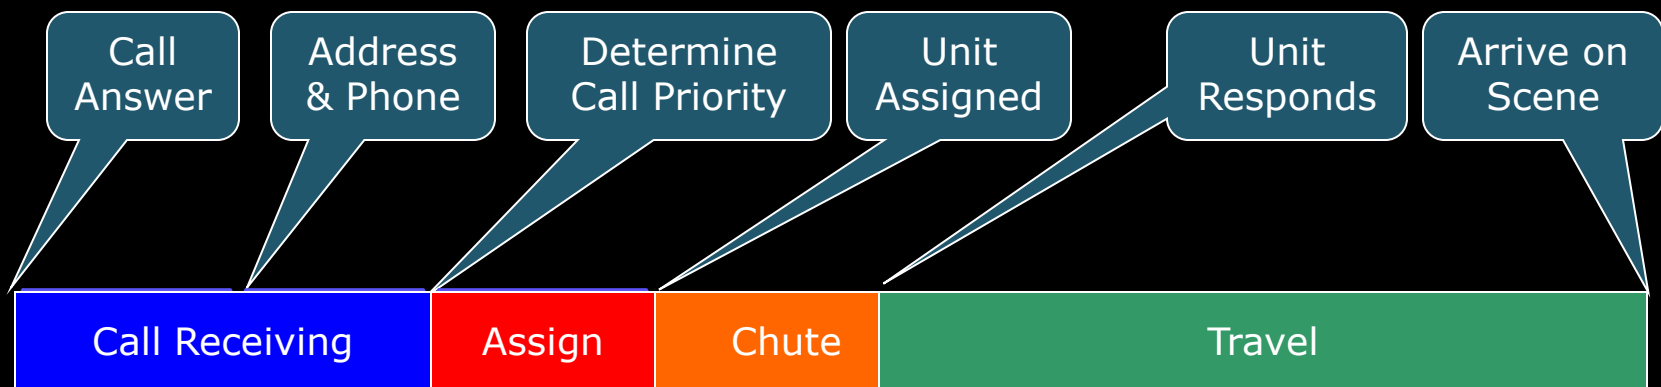 Call
Answer
Address
& Phone
Determine
Call Priority
Unit
Assigned
Unit
Responds
Arrive on
Scene
Call Receiving
Assign
Chute
Travel